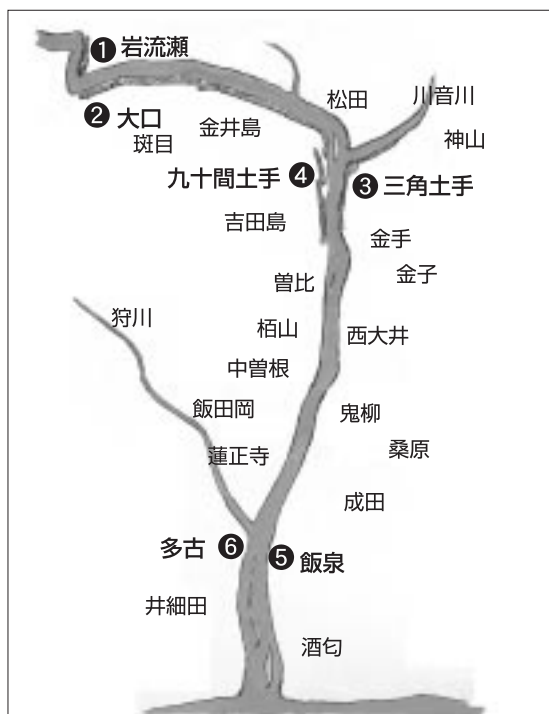 ❶ 岩流瀬
❷ 大口
斑目
金井島
松田
川音川
神山
九十間土手 ❹
❸ 三角土手
吉田島
金手
金子
曽比
狩川
栢山
西大井
中曽根
飯田岡
鬼柳
蓮正寺
桑原
成田
多古 ❻
❺ 飯泉
井細田
酒匂